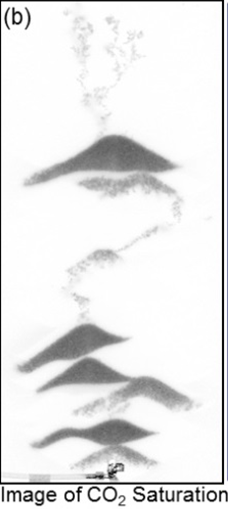 (b)
Image of CO₂ Saturation